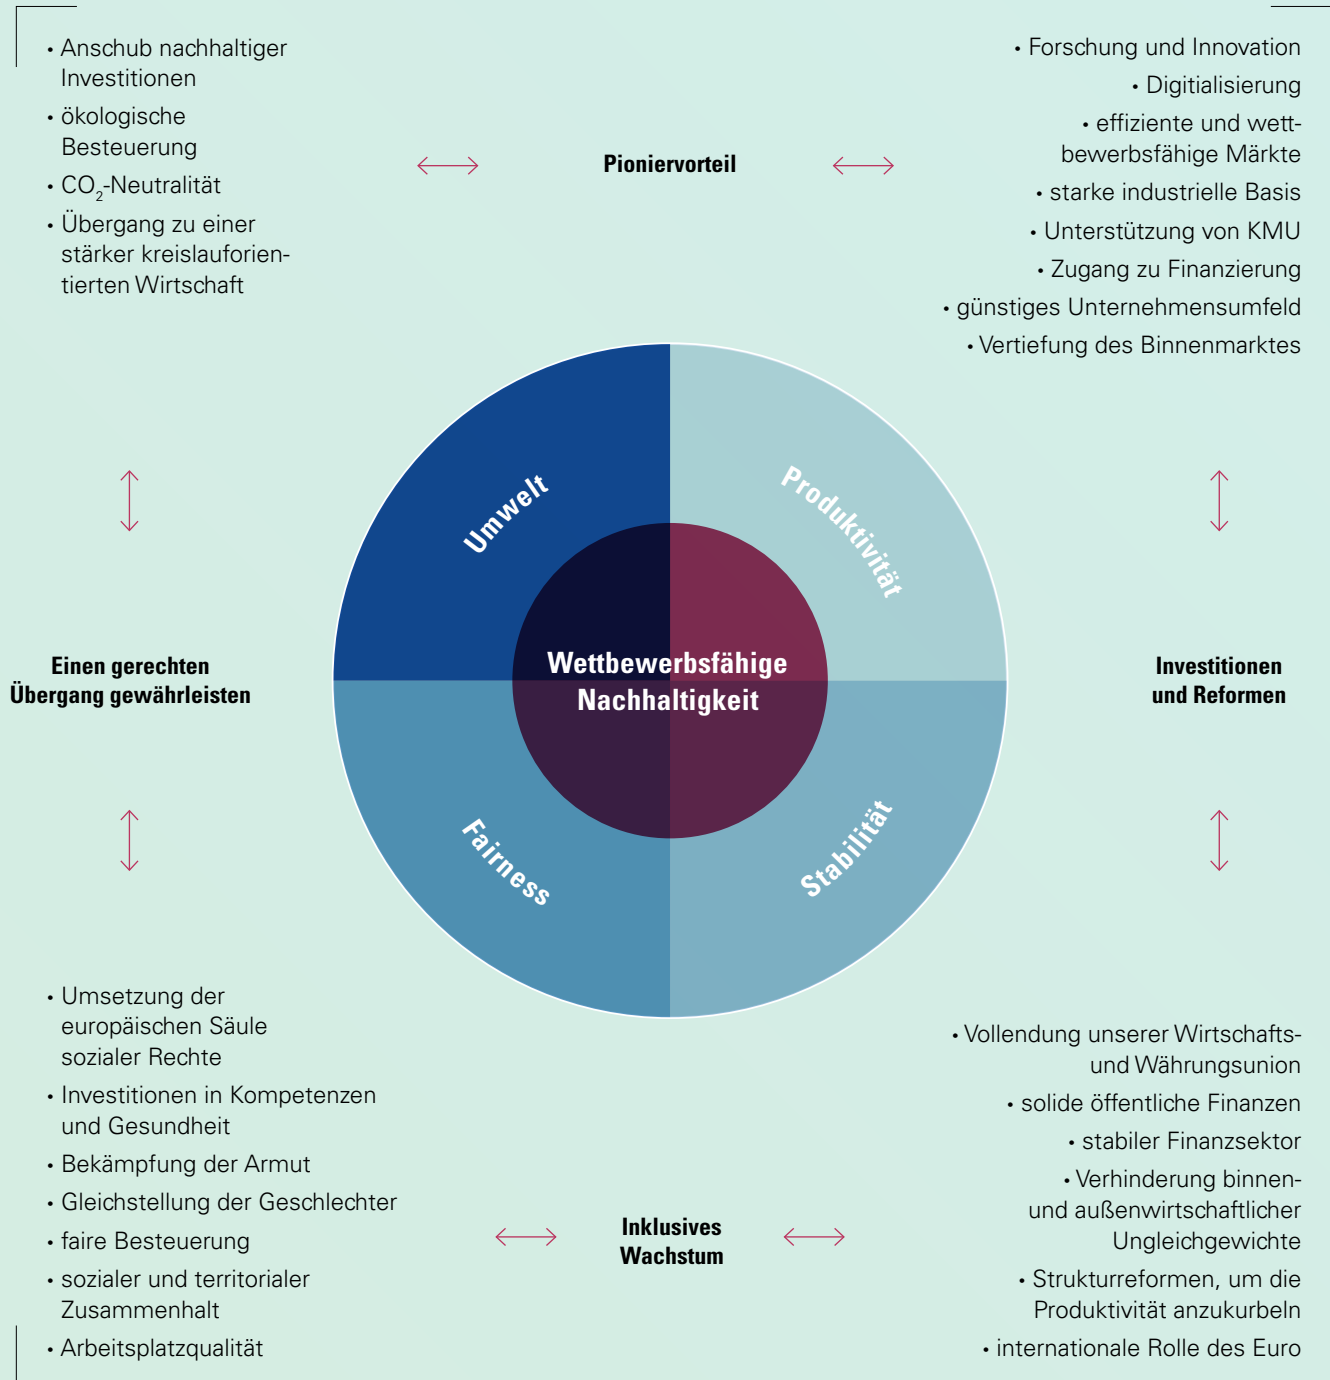 • Anschub nachhaltiger
Investitionen
• ökologische
Besteuerung
• CO₂-Neutralität
• Übergang zu einer
stärker kreislauforien-
tierten Wirtschaft
Pioniervorteil
• Forschung und Innovation
• Digitialisierung
• effiziente und wett-
bewerbsfähige Märkte
• starke industrielle Basis
• Unterstützung von KMU
• Zugang zu Finanzierung
• günstiges Unternehmensumfeld
• Vertiefung des Binnenmarktes
Umwelt
Produktivität
Einen gerechten
Übergang gewährleisten
Wettbewerbsfähige
Nachhaltigkeit
Investitionen
und Reformen
Fairness
Stabilität
• Umsetzung der
europäischen Säule
sozialer Rechte
• Investitionen in Kompetenzen
und Gesundheit
• Bekämpfung der Armut
• Gleichstellung der Geschlechter
• faire Besteuerung
• sozialer und territorialer
Zusammenhalt
• Arbeitsplatzqualität
Inklusives
Wachstum
• Vollendung unserer Wirtschafts-
und Währungsunion
• solide öffentliche Finanzen
• stabiler Finanzsektor
• Verhinderung binnen-
und außenwirtschaftlicher
Ungleichgewichte
• Strukturreformen, um die
Produktivität anzukurbeln
• internationale Rolle des Euro